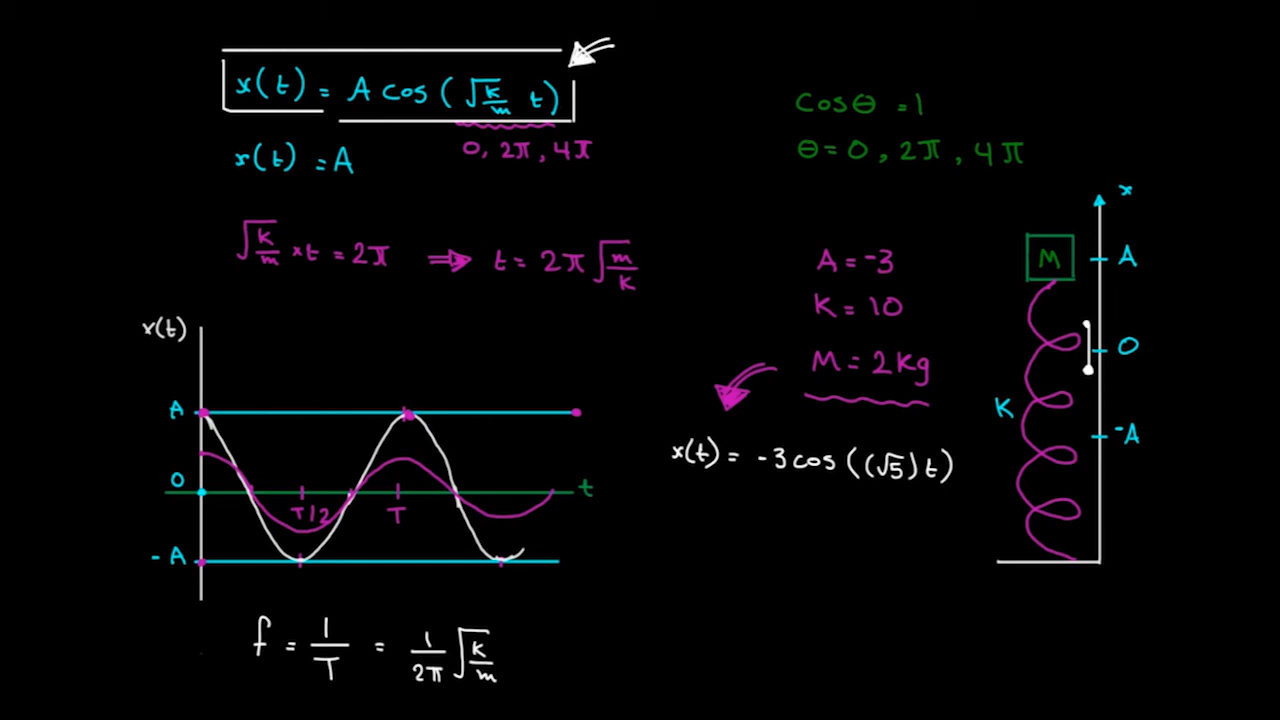 x(t) = A cos(√(k/m) t)
0, 2π, 4π
x(t) = A
√(k/m) × t = 2π ⇒ t = 2π √(m/k)
cosθ = 1
θ = 0, 2π, 4π
A = -3
K = 10
M = 2Kg
x(t) = -3 cos((√5) t)
x(t)
A
0
-A
T/2
T
t
f = 1/T = 1/2π √(k/m)
x
M
A
0
K
-A